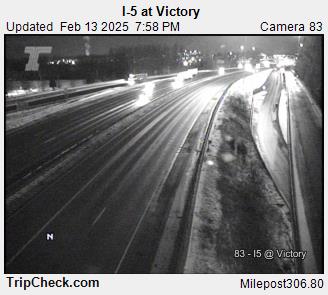 I-5 at Victory
Updated Feb 13 2025 7:58 PM Camera 83
T
N
83 - I5 @ Victory
TripCheck.com Milepost306.80